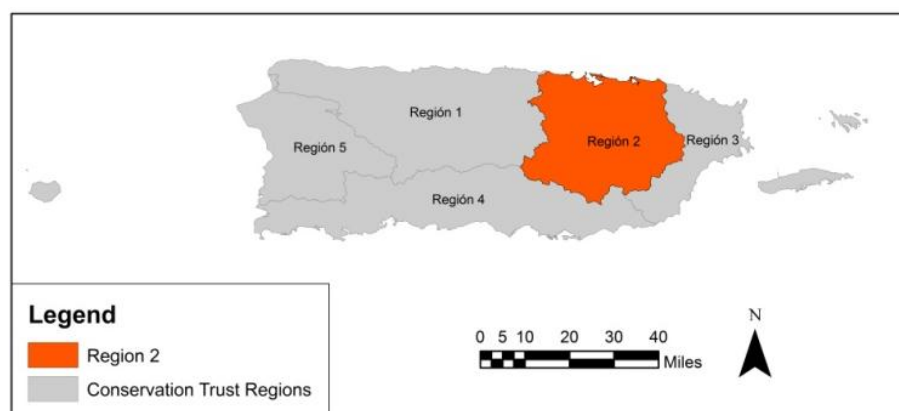 Región 1
Región 2
Región 3
Región 5
Región 4
Legend
Region 2
Conservation Trust Regions
0 5 10 20 30 40
Miles
N